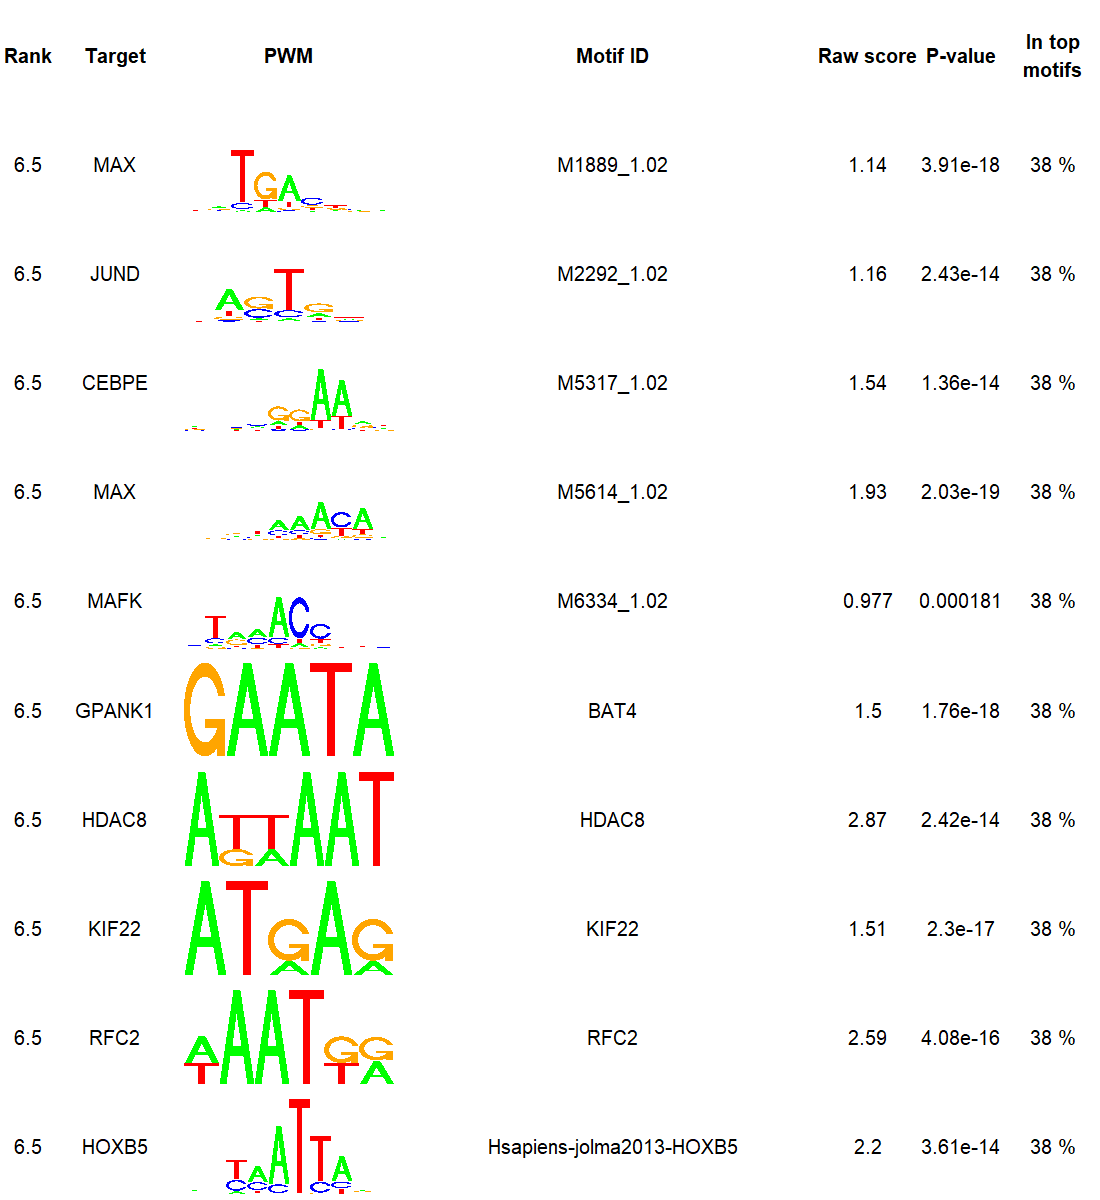 Rank Target PWM Motif ID Raw score P-value In top motifs
6.5 MAX M1889_1.02 1.14 3.91e-18 38 %
6.5 JUND M2292_1.02 1.16 2.43e-14 38 %
6.5 CEBPE M5317_1.02 1.54 1.36e-14 38 %
6.5 MAX M5614_1.02 1.93 2.03e-19 38 %
6.5 MAFK M6334_1.02 0.977 0.000181 38 %
6.5 GPANK1 GAATA BAT4 1.5 1.76e-18 38 %
6.5 HDAC8 ATTAAT HDAC8 2.87 2.42e-14 38 %
6.5 KIF22 ATGAG KIF22 1.51 2.3e-17 38 %
6.5 RFC2 AAATGG RFC2 2.59 4.08e-16 38 %
6.5 HOXB5 TAATTA Hsapiens-jolma2013-HOXB5 2.2 3.61e-14 38 %